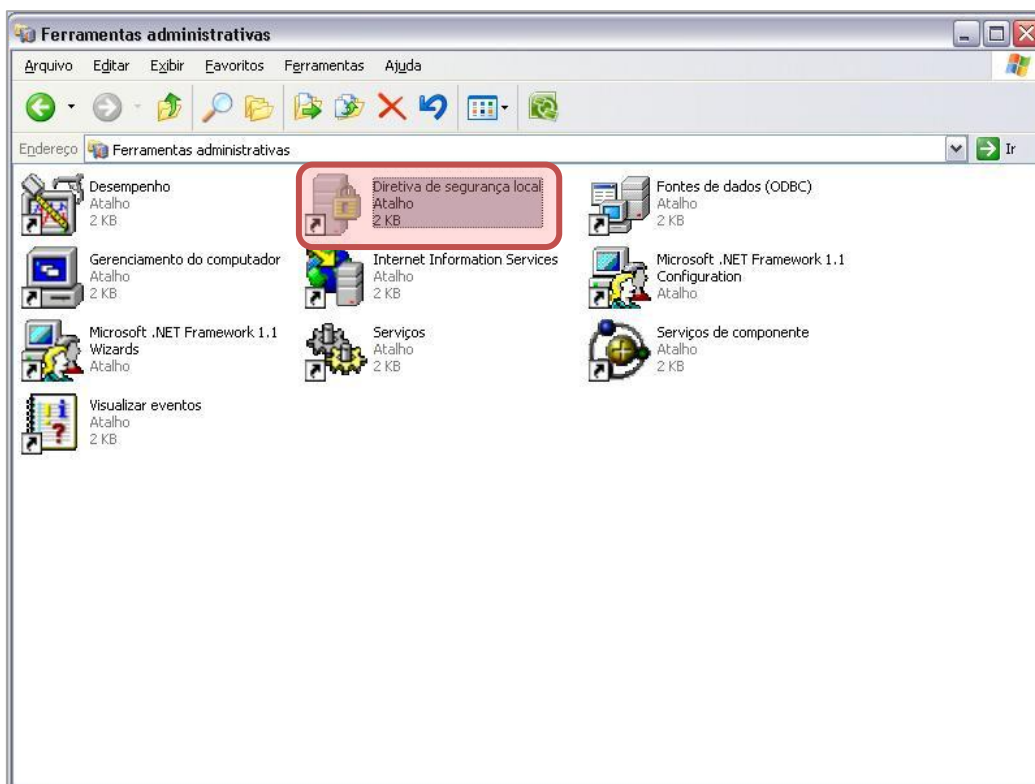 Ferramentas administrativas
Arquivo Editar Exibir Favoritos Ferramentas Ajuda
Endereço Ferramentas administrativas Ir
Desempenho
Atalho
2 KB
Diretiva de segurança local
Atalho
2 KB
Fontes de dados (ODBC)
Atalho
2 KB
Gerenciamento do computador
Atalho
2 KB
Internet Information Services
Atalho
2 KB
Microsoft .NET Framework 1.1
Configuration
Atalho
Microsoft .NET Framework 1.1
Wizards
Atalho
Serviços
Atalho
2 KB
Serviços de componente
Atalho
2 KB
Visualizar eventos
Atalho
2 KB